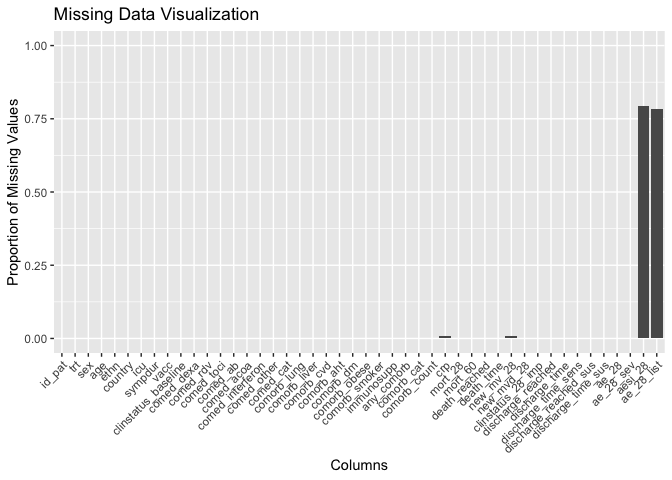 Missing Data Visualization
1.00
0.75
0.50
0.25
0.00
Proportion of Missing Values
id_pat
trt
sex
age
ethn
country
icu
sympdur
vacc
clinstatus_baseline
comed_dexa
comed_rdv
comed_toci
comed_ab
comed_acoa
comed_interferon
comed_other
comed_cat
comorb_lung
comorb_liver
comorb_cvd
comorb_aht
comorb_dm
comorb_obese
comorb_smoker
immunosupp
any_comorb
comorb_cat
comorb_count
crp
mort_28
mort_60
death_reached
death_time
new_mv_28
new_mvd_28
clinstatus_28_imp
discharge_reached
discharge_time
discharge_time_sens
discharge_reached_sus
discharge_time_sus
ae_28
ae_28_sev
aesi_28
ae_28_list
Columns